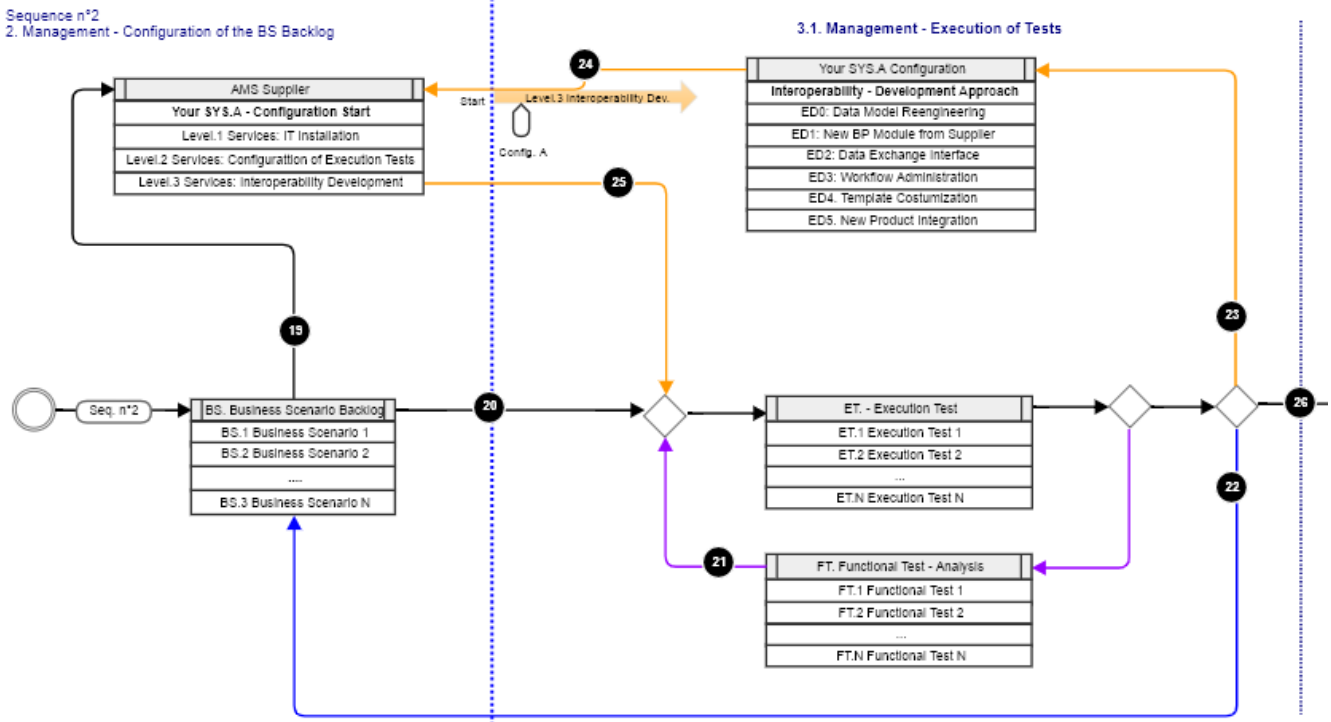 Sequence n°2
2. Management - Configuration of the BS Backlog
3.1. Management - Execution of Tests
24
AMS Supplier
Your SYS.A - Configuration Start
Level.1 Services: IT Installation
Level.2 Services: Configurattion of Execution Tests
Level.3 Services: Interoperability Development
Start
Level.3 Interoperability Dev.
Config. A
Your SYS.A Configuration
Interoperability - Development Approach
ED0: Data Model Reengineering
ED1: New BP Module from Supplier
ED2: Data Exchange Interface
ED3: Workflow Administration
ED4. Template Costumization
ED5. New Product Integration
25
23
19
Seq. n°2
BS. Business Scenario Backlog
BS.1 Business Scenario 1
BS.2 Business Scenario 2
....
BS.3 Business Scenario N
20
ET. - Execution Test
ET.1 Execution Test 1
ET.2 Execution Test 2
...
ET.N Execution Test N
26
22
21
FT. Functional Test - Analysis
FT.1 Functional Test 1
FT.2 Functional Test 2
...
FT.N Functional Test N